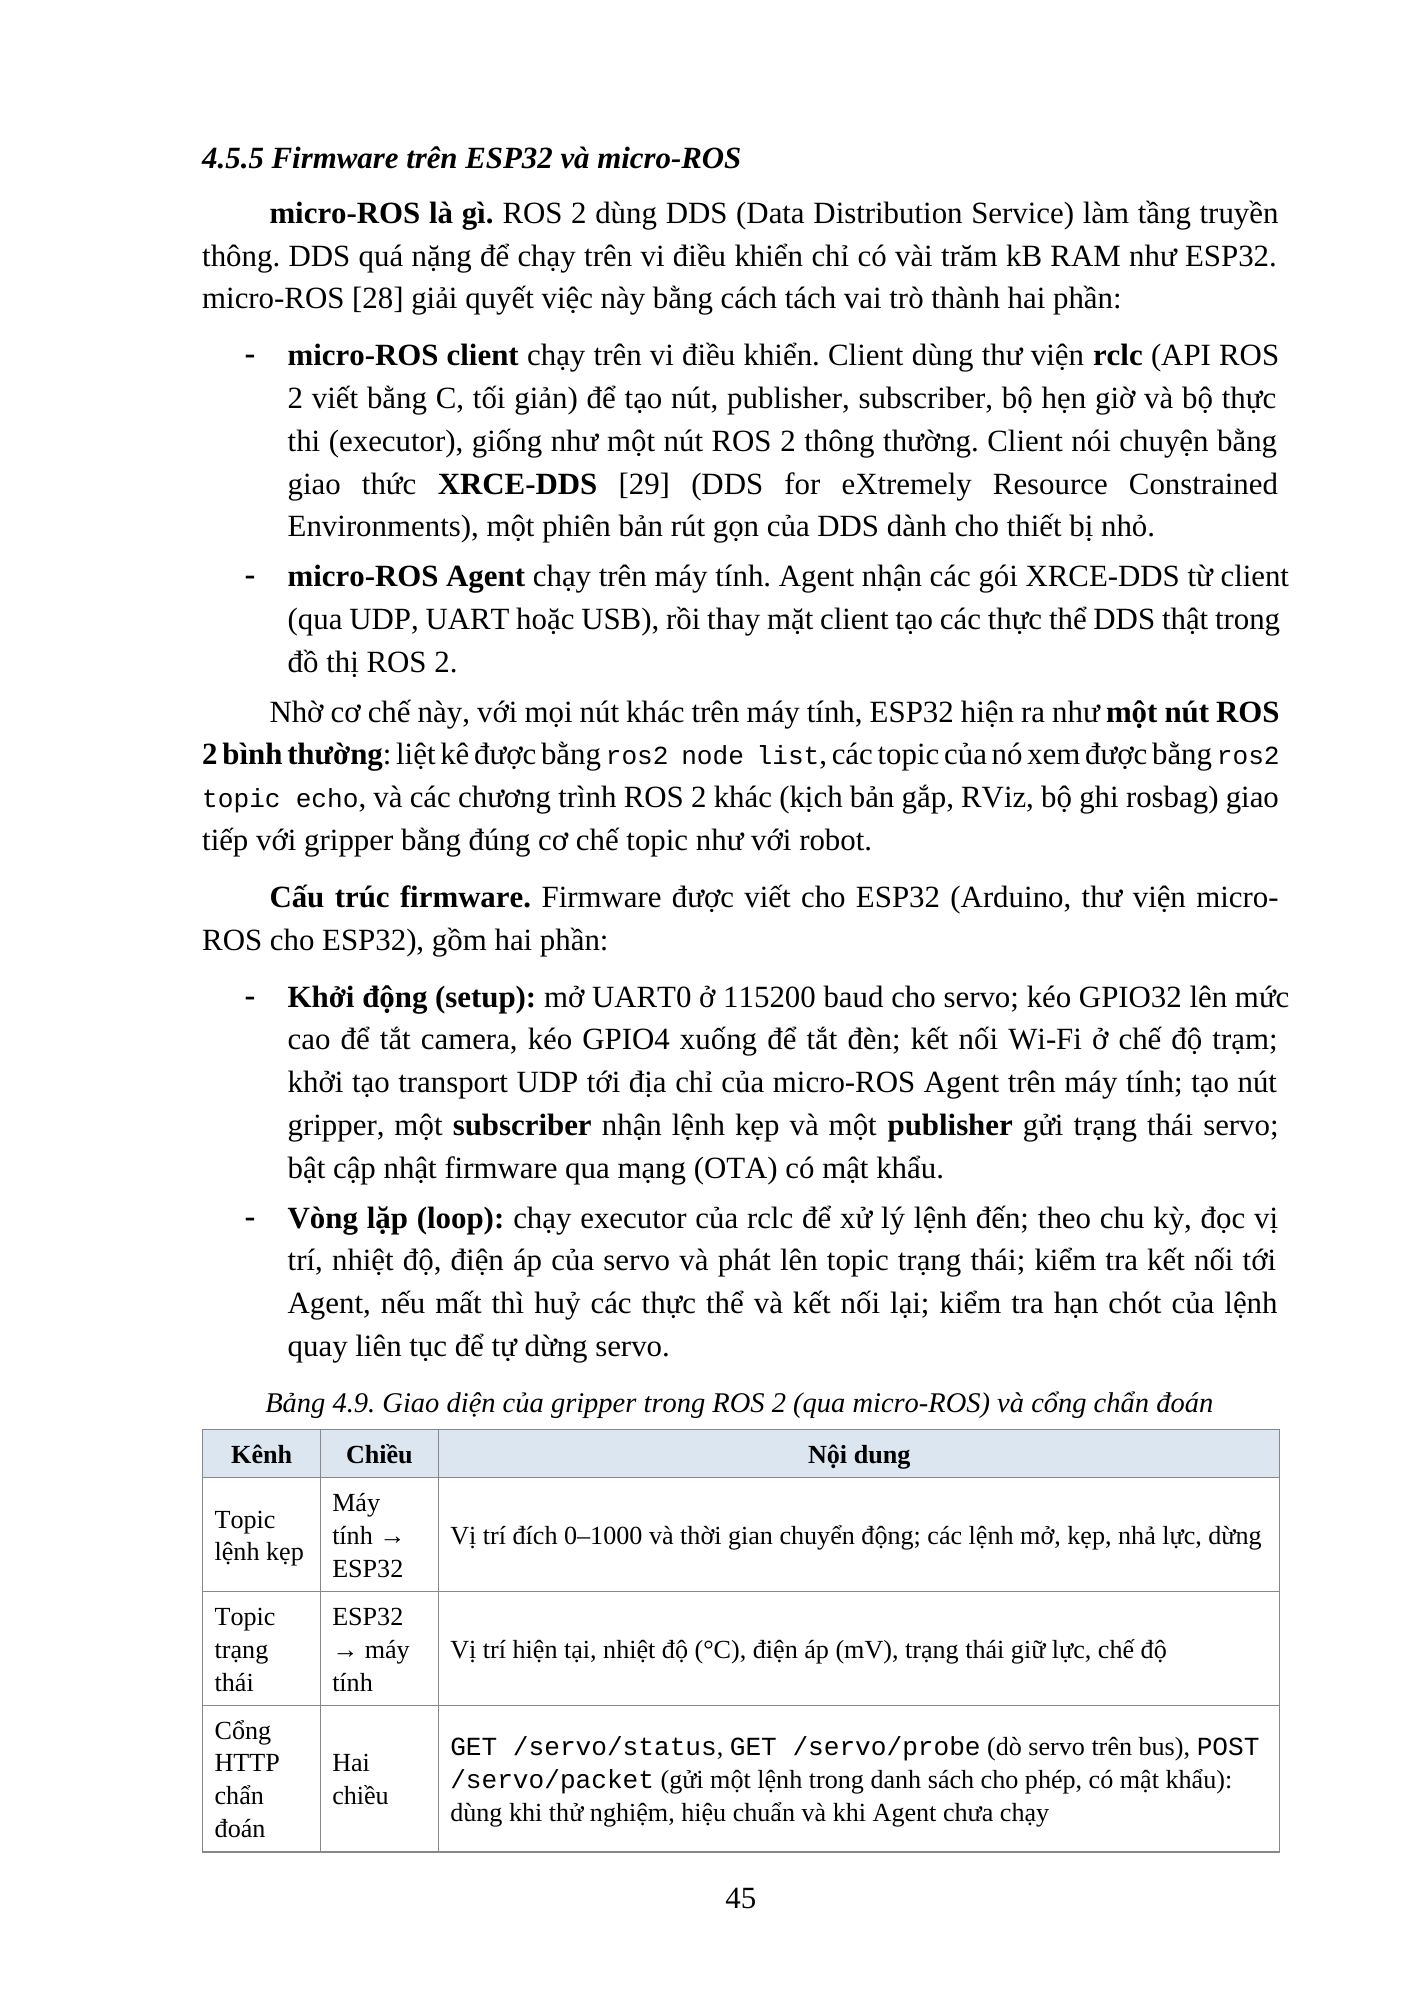 4.5.5 Firmware trên ESP32 và micro-ROS
micro-ROS là gì. ROS 2 dùng DDS (Data Distribution Service) làm tầng truyền
thông. DDS quá nặng để chạy trên vi điều khiển chỉ có vài trăm kB RAM như ESP32.
micro-ROS [28] giải quyết việc này bằng cách tách vai trò thành hai phần:
- micro-ROS client chạy trên vi điều khiển. Client dùng thư viện rclc (API ROS
2 viết bằng C, tối giản) để tạo nút, publisher, subscriber, bộ hẹn giờ và bộ thực
thi (executor), giống như một nút ROS 2 thông thường. Client nói chuyện bằng
giao thức XRCE-DDS [29] (DDS for eXtremely Resource Constrained
Environments), một phiên bản rút gọn của DDS dành cho thiết bị nhỏ.
- micro-ROS Agent chạy trên máy tính. Agent nhận các gói XRCE-DDS từ client
(qua UDP, UART hoặc USB), rồi thay mặt client tạo các thực thể DDS thật trong
đồ thị ROS 2.
Nhờ cơ chế này, với mọi nút khác trên máy tính, ESP32 hiện ra như một nút ROS
2 bình thường: liệt kê được bằng ros2 node list, các topic của nó xem được bằng ros2
topic echo, và các chương trình ROS 2 khác (kịch bản gắp, RViz, bộ ghi rosbag) giao
tiếp với gripper bằng đúng cơ chế topic như với robot.
Cấu trúc firmware. Firmware được viết cho ESP32 (Arduino, thư viện micro-
ROS cho ESP32), gồm hai phần:
- Khởi động (setup): mở UART0 ở 115200 baud cho servo; kéo GPIO32 lên mức
cao để tắt camera, kéo GPIO4 xuống để tắt đèn; kết nối Wi-Fi ở chế độ trạm;
khởi tạo transport UDP tới địa chỉ của micro-ROS Agent trên máy tính; tạo nút
gripper, một subscriber nhận lệnh kẹp và một publisher gửi trạng thái servo;
bật cập nhật firmware qua mạng (OTA) có mật khẩu.
- Vòng lặp (loop): chạy executor của rclc để xử lý lệnh đến; theo chu kỳ, đọc vị
trí, nhiệt độ, điện áp của servo và phát lên topic trạng thái; kiểm tra kết nối tới
Agent, nếu mất thì huỷ các thực thể và kết nối lại; kiểm tra hạn chót của lệnh
quay liên tục để tự dừng servo.
Bảng 4.9. Giao diện của gripper trong ROS 2 (qua micro-ROS) và cổng chẩn đoán
Kênh Chiều Nội dung
Topic
lệnh kẹp
Máy
tính →
ESP32
Vị trí đích 0–1000 và thời gian chuyển động; các lệnh mở, kẹp, nhả lực, dừng
Topic
trạng
thái
ESP32
→ máy
tính
Vị trí hiện tại, nhiệt độ (°C), điện áp (mV), trạng thái giữ lực, chế độ
Cổng
HTTP
chẩn
đoán
Hai
chiều
GET /servo/status, GET /servo/probe (dò servo trên bus), POST
/servo/packet (gửi một lệnh trong danh sách cho phép, có mật khẩu):
dùng khi thử nghiệm, hiệu chuẩn và khi Agent chưa chạy
45